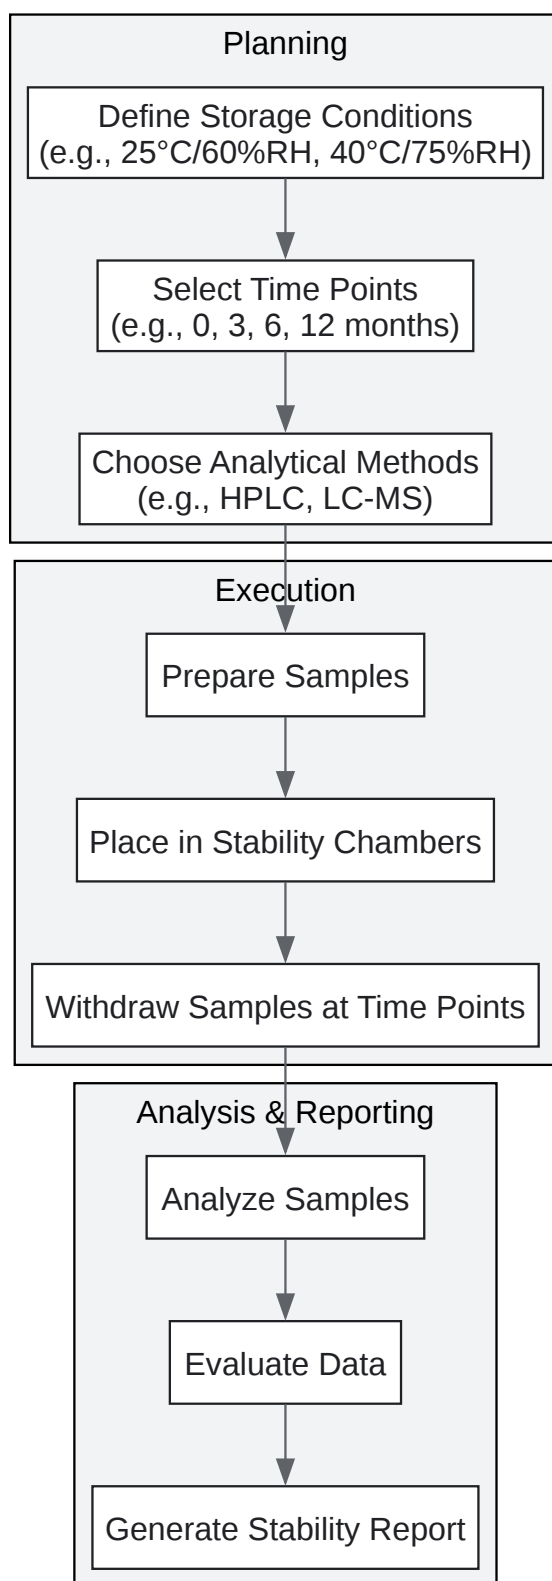 Planning
Define Storage Conditions
(e.g., 25°C/60%RH, 40°C/75%RH)
Select Time Points
(e.g., 0, 3, 6, 12 months)
Choose Analytical Methods
(e.g., HPLC, LC-MS)
Execution
Prepare Samples
Place in Stability Chambers
Withdraw Samples at Time Points
Analysis & Reporting
Analyze Samples
Evaluate Data
Generate Stability Report